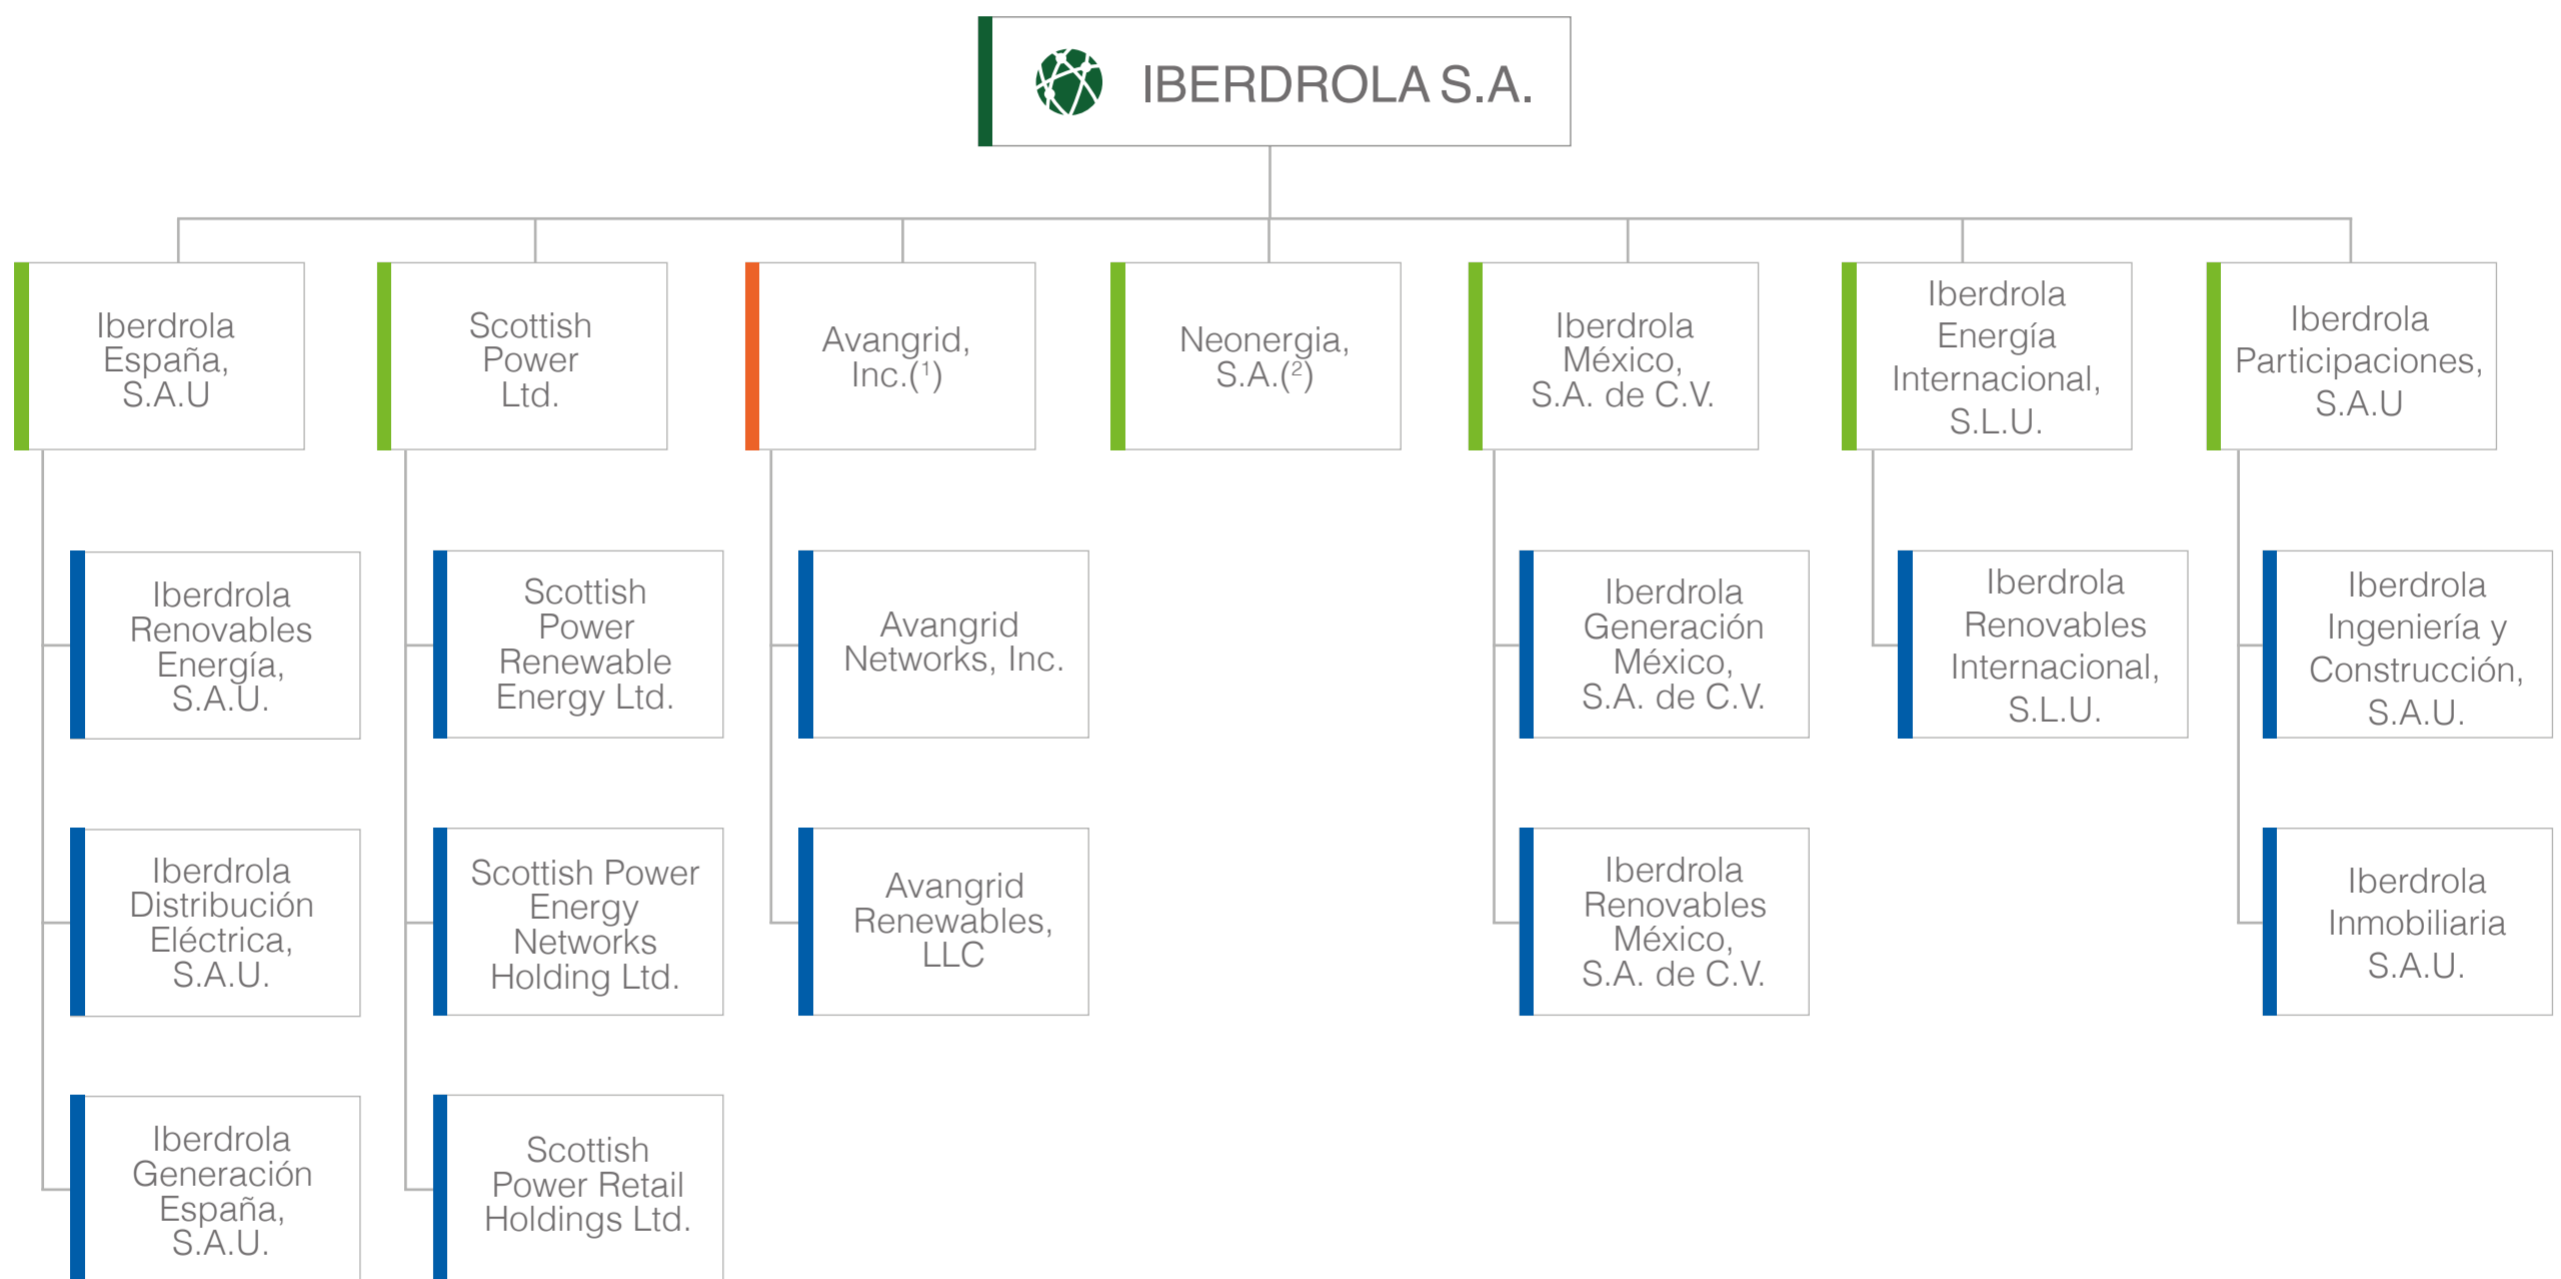 IBERDROLA S.A.
Iberdrola
España,
S.A.U
Scottish
Power
Ltd.
Avangrid,
Inc.(¹)
Neonergia,
S.A.(²)
Iberdrola
México,
S.A. de C.V.
Iberdrola
Energía
Internacional,
S.L.U.
Iberdrola
Participaciones,
S.A.U
Iberdrola
Renovables
Energía,
S.A.U.
Scottish
Power
Renewable
Energy Ltd.
Avangrid
Networks, Inc.
Iberdrola
Generación
México,
S.A. de C.V.
Iberdrola
Renovables
Internacional,
S.L.U.
Iberdrola
Ingeniería y
Construcción,
S.A.U.
Iberdrola
Distribución
Eléctrica,
S.A.U.
Scottish Power
Energy
Networks
Holding Ltd.
Avangrid
Renewables,
LLC
Iberdrola
Renovables
México,
S.A. de C.V.
Iberdrola
Inmobiliaria
S.A.U.
Iberdrola
Generación
España,
S.A.U.
Scottish
Power Retail
Holdings Ltd.